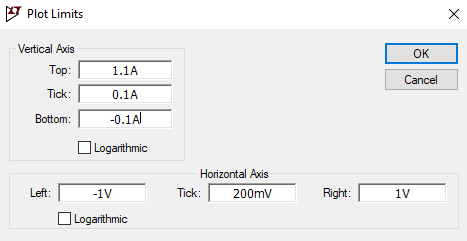 Plot Limits
Vertical Axis
Top: 1.1A
Tick: 0.1A
Bottom: -0.1A
Logarithmic
OK
Cancel
Horizontal Axis
Left: -1V Tick: 200mV Right: 1V
Logarithmic